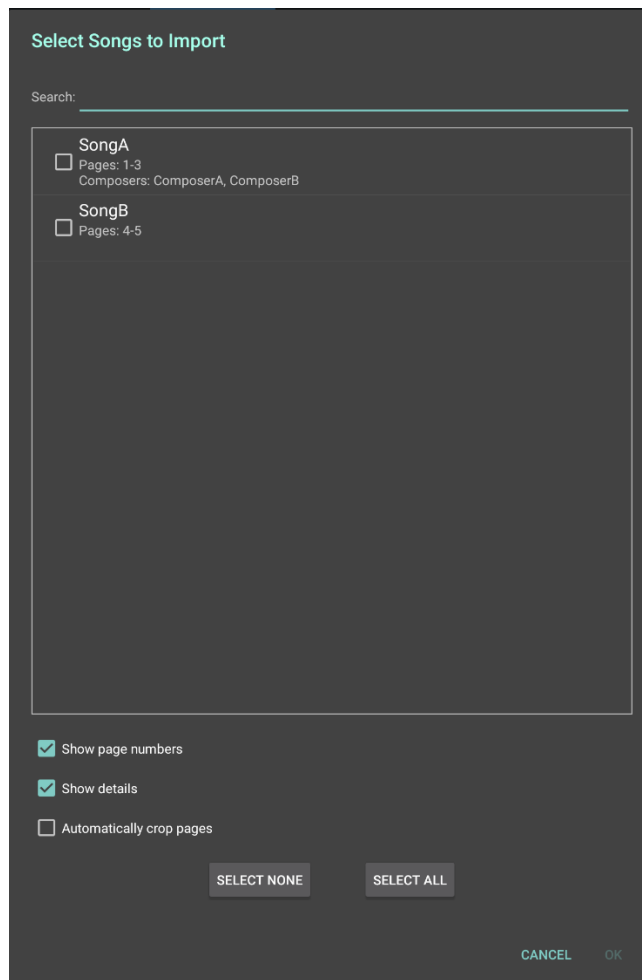 Select Songs to Import
Search:
SongA
Pages: 1-3
Composers: ComposerA, ComposerB
SongB
Pages: 4-5
Show page numbers
Show details
Automatically crop pages
SELECT NONE SELECT ALL
CANCEL OK